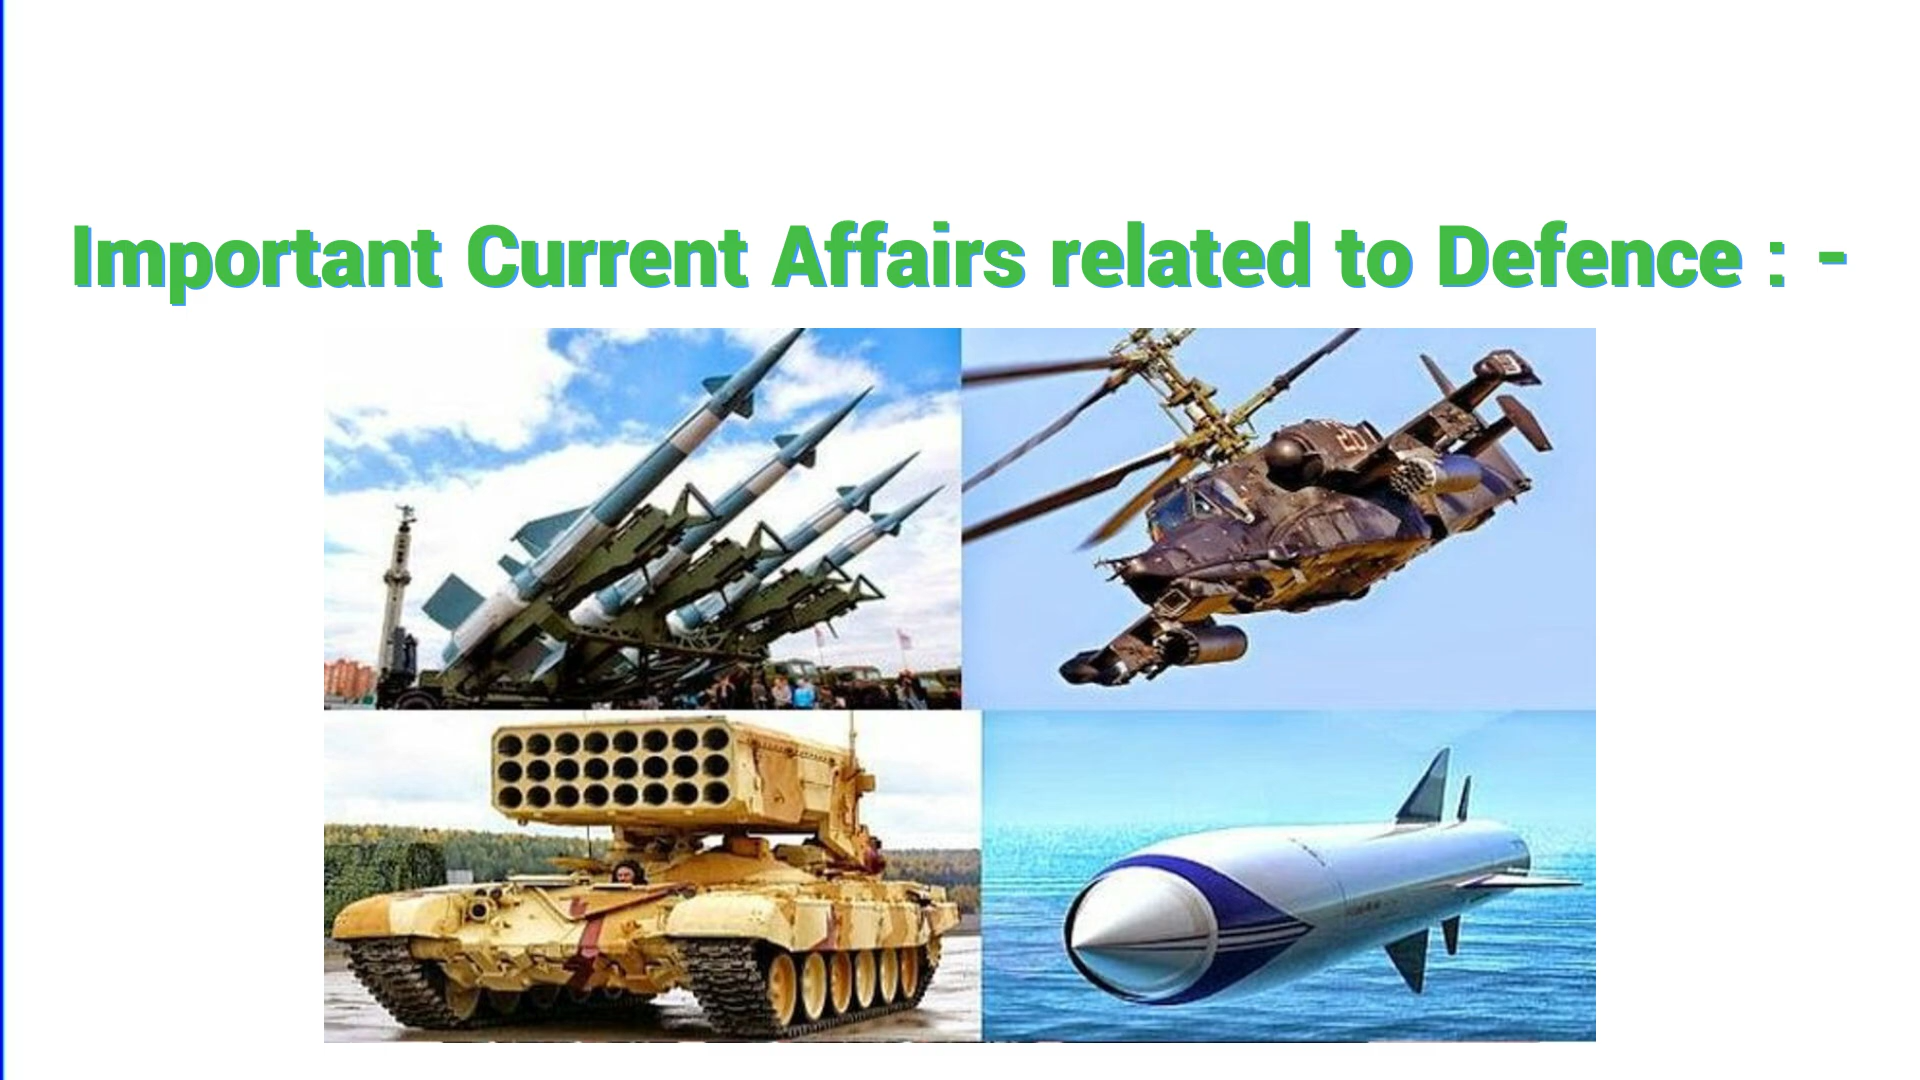 Important Current Affairs related to Defence : -